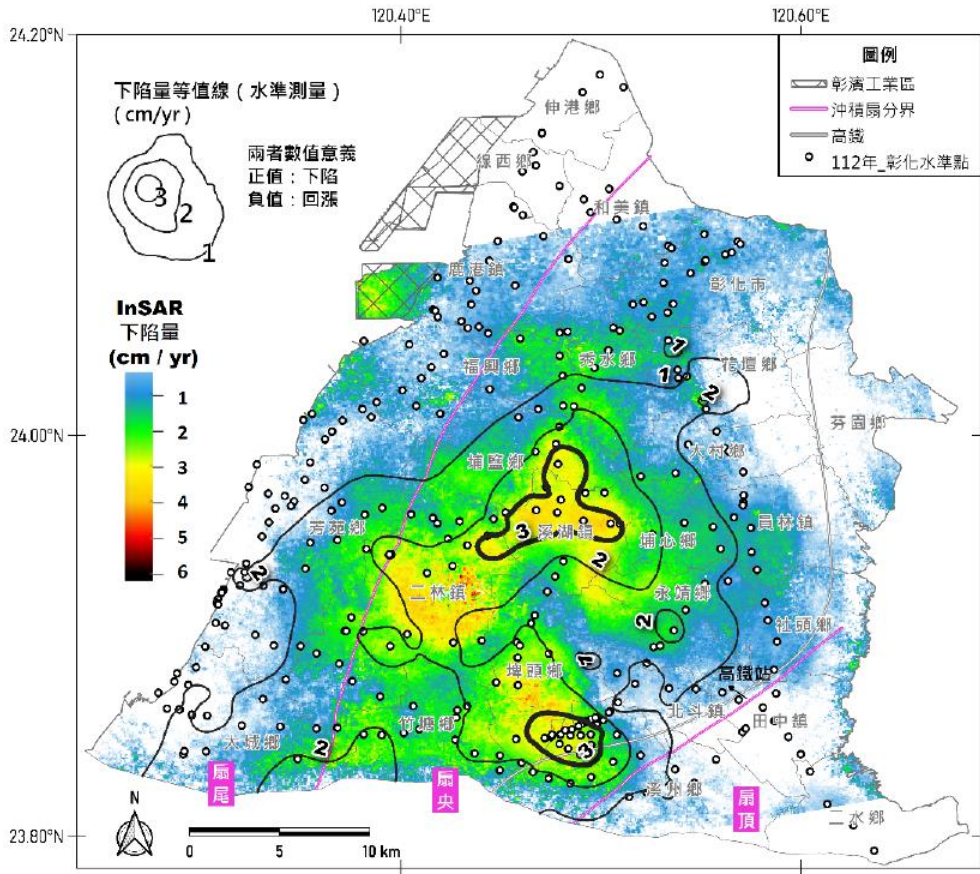 120.40°E
120.60°E
24.20°N
24.00°N
23.80°N
下陷量等值線（水準測量）
(cm/yr)
3
2
1
兩者數值意義
正值：下陷
負值：回漲
圖例
彰濱工業區
沖積扇分界
高鐵
112年_彰化水準點
InSAR
下陷量
(cm / yr)
1
2
3
4
5
6
伸港鄉
線西鄉
和美鎮
鹿港鎮
彰化市
1
福興鄉
秀水鄉
1
花壇鄉
2
芬園鄉
大村鄉
埔鹽鄉
芳苑鄉
3
溪湖鎮
埔心鄉
員林鎮
2
2
二林鎮
永靖鄉
2
社頭鄉
1
埤頭鄉
高鐵站
北斗鎮
田中鎮
竹塘鄉
大城鄉
2
3
溪州鄉
扇尾
扇央
扇頂
二水鄉
N
0
5
10 km